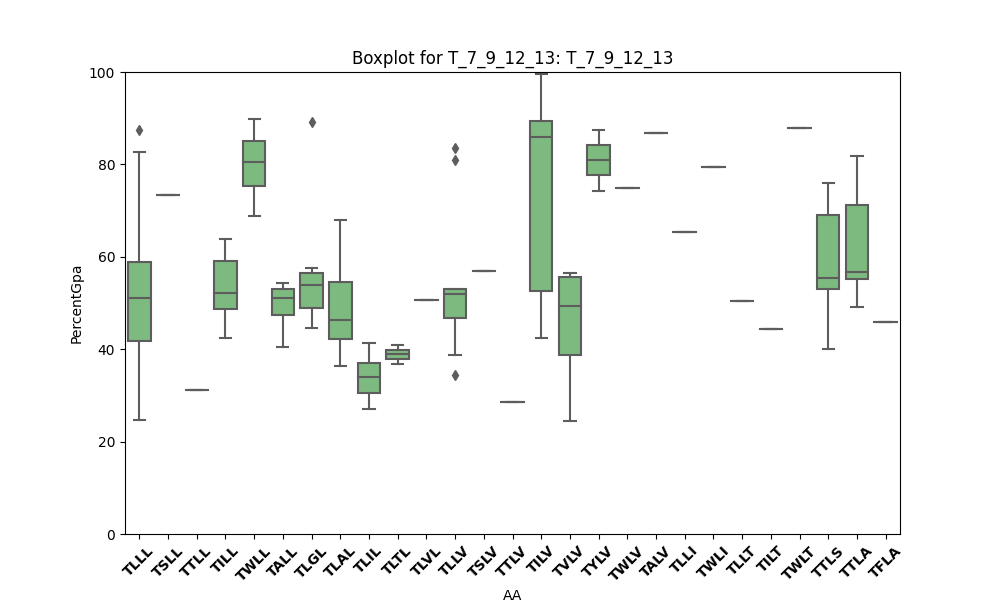 Boxplot for T_7_9_12_13: T_7_9_12_13
100
80
60
40
20
0
PercentGpa
TLLL
TSLL
TTLL
TILL
TWLL
TALL
TLGL
TLAL
TLIL
TLTL
TLVL
TLLV
TSLV
TTLV
TILV
TVLV
TYLV
TWLV
TALV
TLLI
TWLI
TLLT
TILT
TWLT
TTLS
TTLA
TFLA
AA